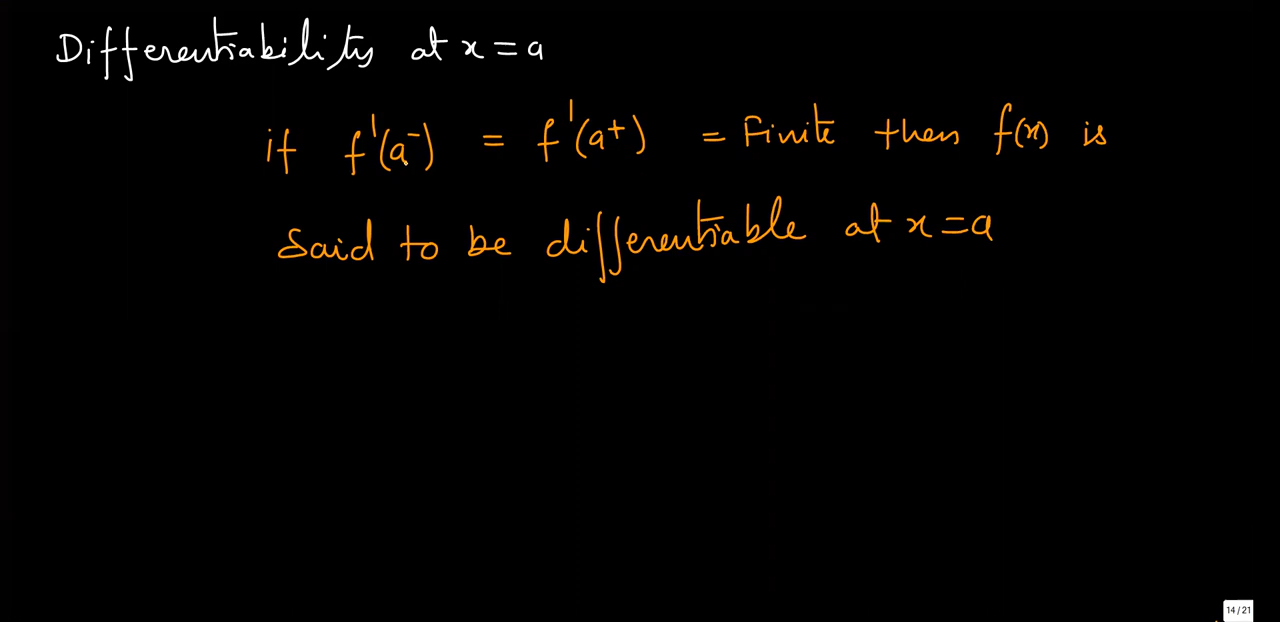 Differentiability at x = a
if f'(a⁻) = f'(a+) = Finite then f(x) is
said to be differentiable at x = a
14 / 21